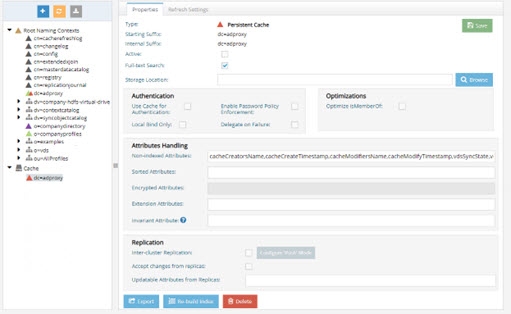 Root Naming Contexts
cn=cacherefreshlog
cn=changelog
cn=config
cn=extendedjoin
cn=masterdatacatalog
cn=registry
cn=replicationjournal
dc=adproxy
dv=company-hdfs-virtual-drive
dv=contextcatalog
dv=syncobjectcatalog
o=companydirectory
o=companyprofiles
o=examples
o=vds
ou=AllProfiles
Cache
dc=adproxy
Properties Refresh Settings
Type: Persistent Cache
Save
Starting Suffix: dc=adproxy
Internal Suffix: dc=adproxy
Active:
Full-text Search:
Storage Location: Browse
Authentication Optimizations
Use Cache for Authentication: Enable Password Policy Enforcement: Optimize isMemberOf:
Local Bind Only: Delegate on Failure:
Attributes Handling
Non-indexed Attributes: cacheCreatorsName,cacheCreateTimestamp,cacheModifiersName,cacheModifyTimestamp,vdsSyncState,v
Sorted Attributes:
Encrypted Attributes:
Extension Attributes:
Invariant Attribute:
Replication
Inter-cluster Replication: Configure "Push" Mode
Accept changes from replicas:
Updatable Attributes from Replicas:
Export Re-build Index Delete